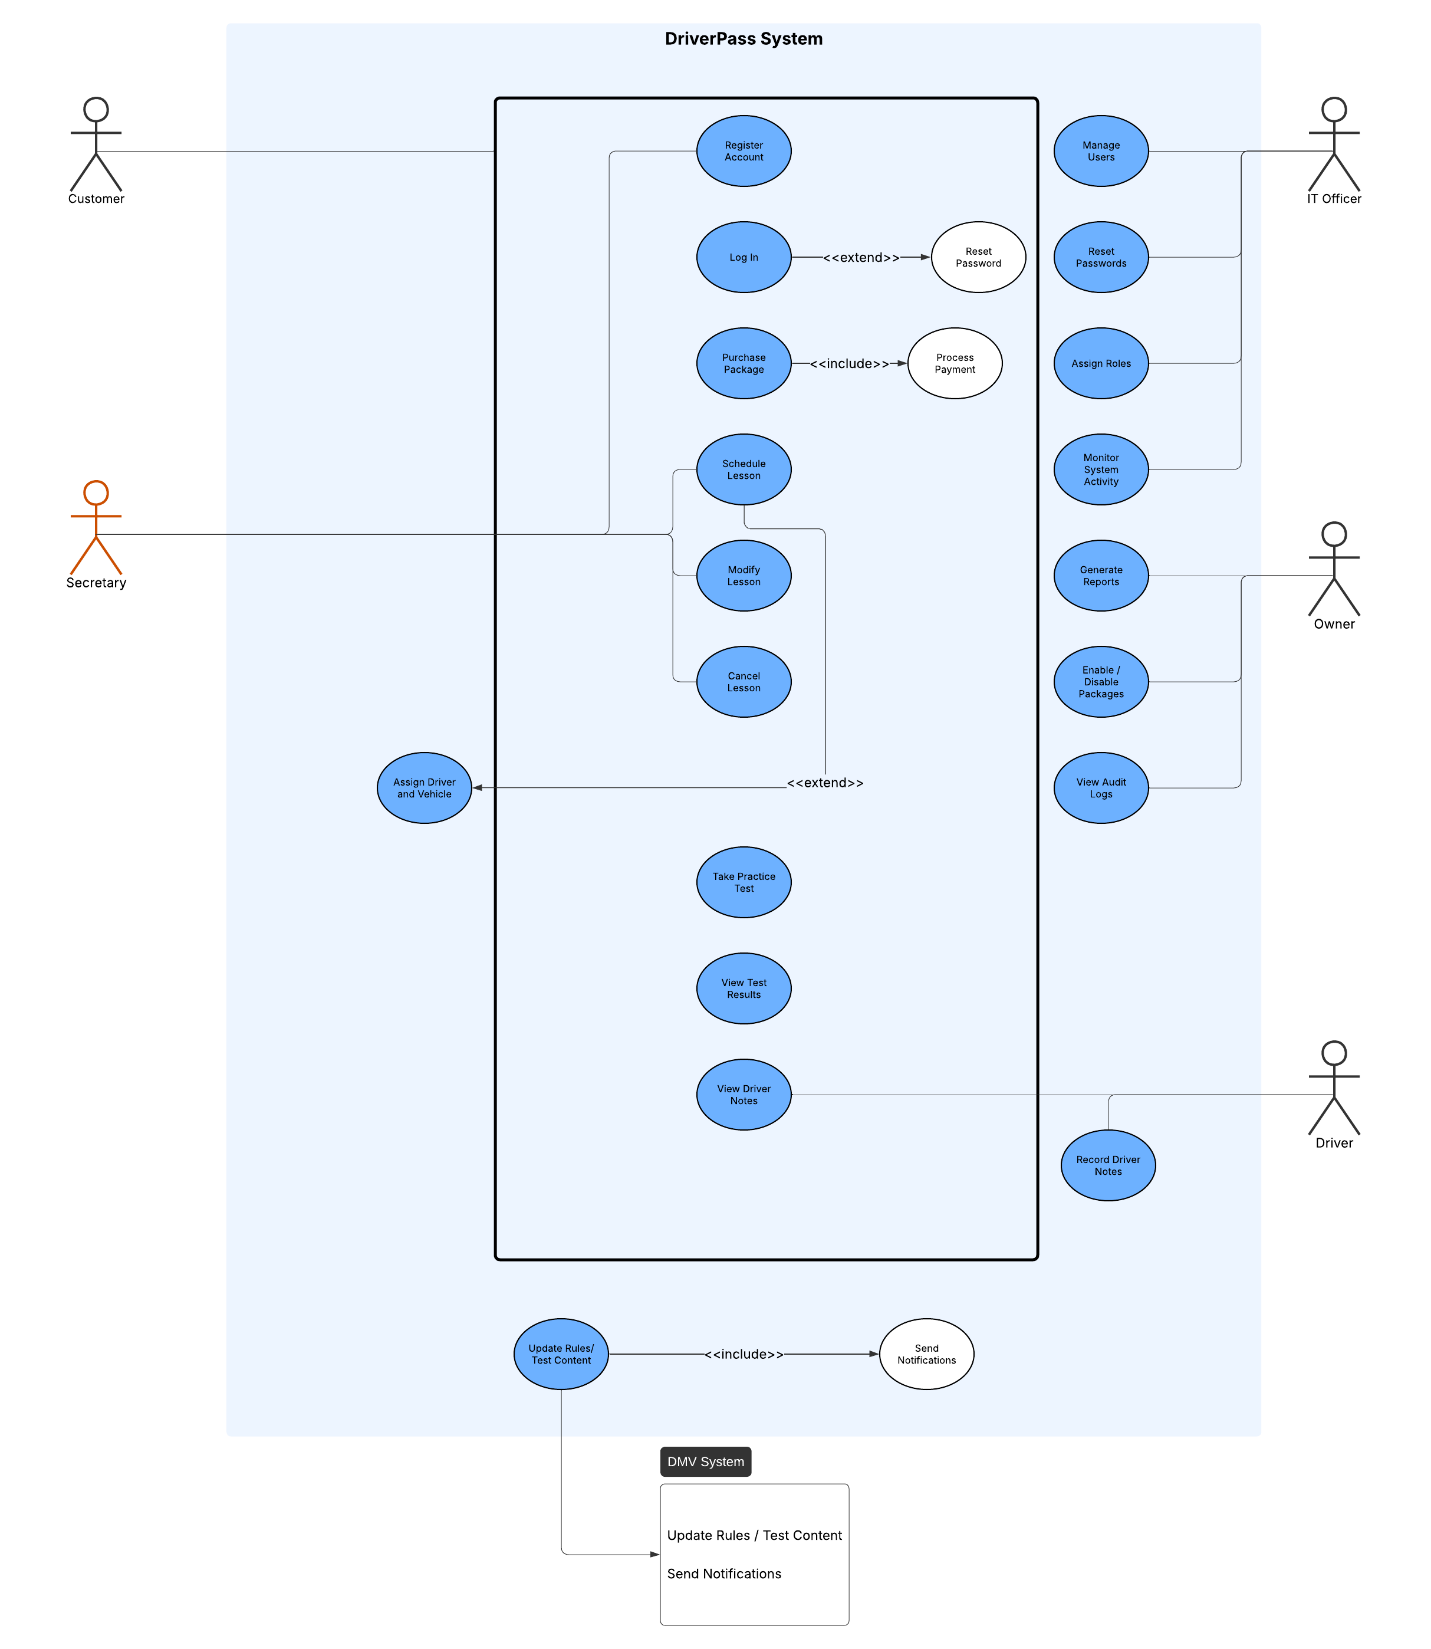 DriverPass System
Customer
Register
Account
Manage
Users
IT Officer
Log In
<<extend>>
Reset
Password
Reset
Passwords
Purchase
Package
<<include>>
Process
Payment
Assign Roles
Schedule
Lesson
Monitor
System
Activity
Secretary
Modify
Lesson
Generate
Reports
Owner
Cancel
Lesson
Enable /
Disable
Packages
Assign Driver
and Vehicle
<<extend>>
View Audit
Logs
Take Practice
Test
View Test
Results
View Driver
Notes
Driver
Record Driver
Notes
Update Rules/
Test Content
<<include>>
Send
Notifications
DMV System
Update Rules / Test Content
Send Notifications